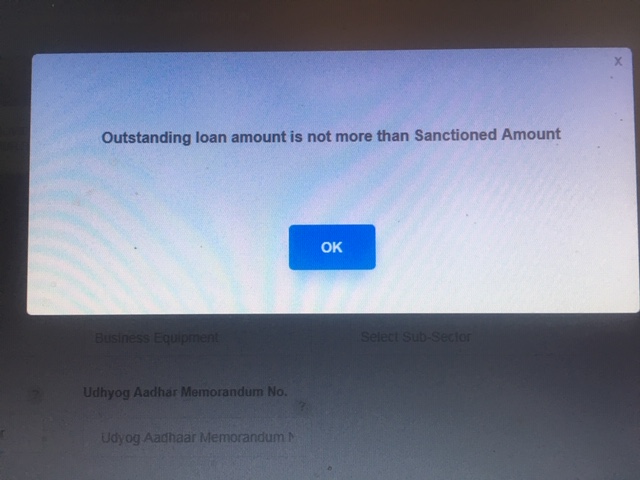 X
Outstanding loan amount is not more than Sanctioned Amount
OK
Business Equipment
Select Sub-Sector
?
Udhyog Aadhar Memorandum No.
?
Udyog Aadhaar Memorandum N